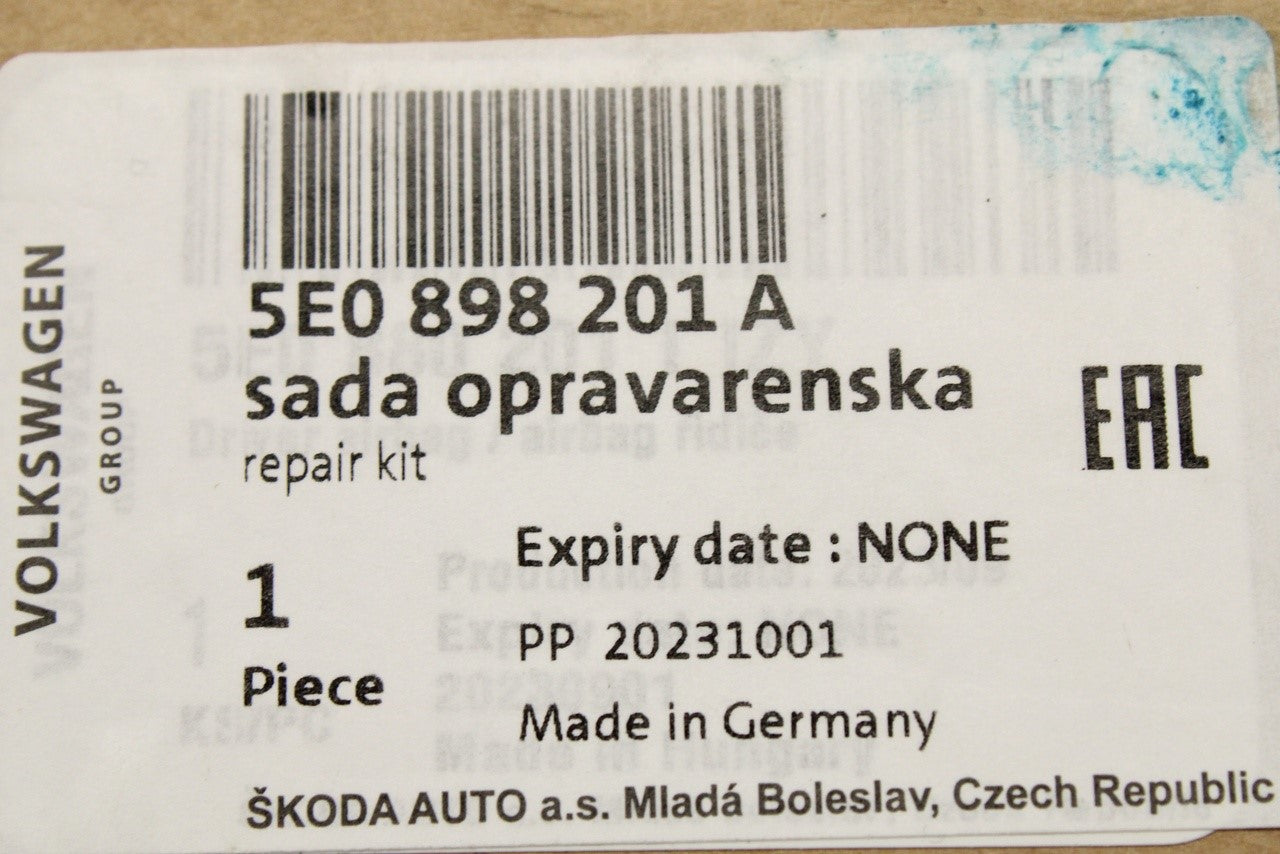 VOLKSWAGEN
GROUP
5E0 898 201 A
sada opravarenska
repair kit
EAC
Expiry date : NONE
1
PP 20231001
Piece
Made in Germany
ŠKODA AUTO a.s. Mladá Boleslav, Czech Republic